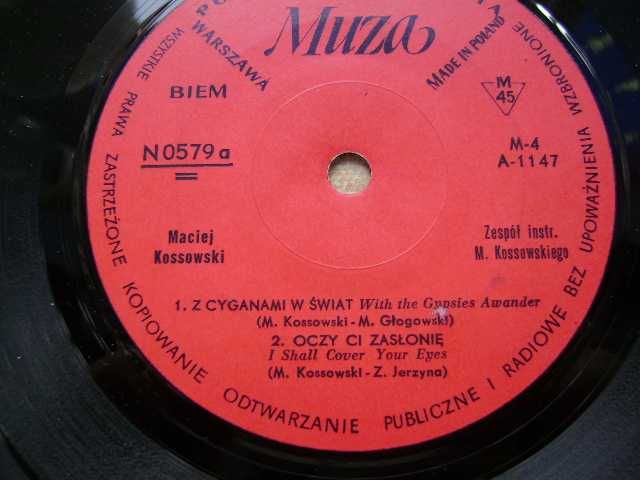 Muza
WARSZAWA
MADE IN POLAND
BIEM
M
45
N0579a
M-4
A-1147
Maciej
Kossowski
Zespół instr.
M. Kossowskiego
1. Z CYGANAMI W ŚWIAT With the Gypsies Awander
(M. Kossowski-M. Głogowski)
2. OCZY CI ZASŁONIĘ
I Shall Cover Your Eyes
(M. Kossowski-Z. Jerzyna)
WSZYSTKIE PRAWA ZASTRZEŻONE KOPIOWANIE ODTWARZANIE PUBLICZNE I RADIOWE BEZ UPOWAŻNIENIA WZBRONIONE